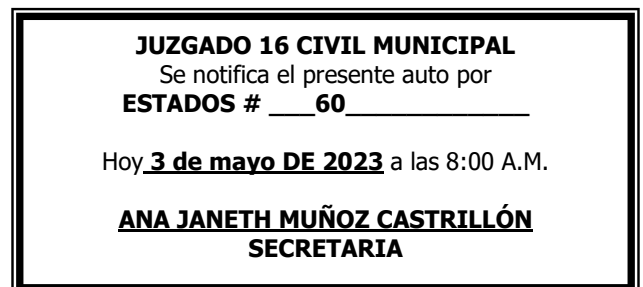 JUZGADO 16 CIVIL MUNICIPAL
Se notifica el presente auto por
ESTADOS # ___60____________
Hoy 3 de mayo DE 2023 a las 8:00 A.M.
ANA JANETH MUÑOZ CASTRILLÓN
SECRETARIA